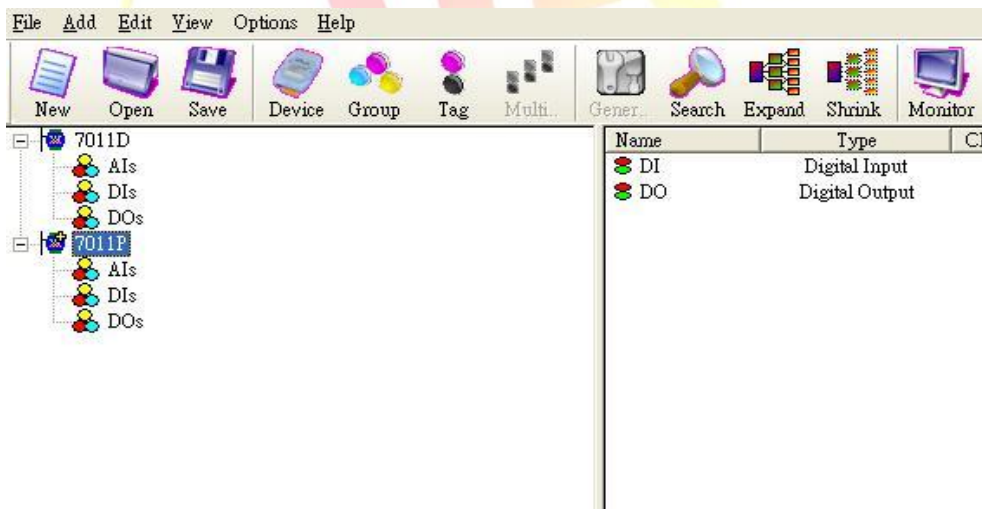 File Add Edit View Options Help
New Open Save Device Group Tag Multi.. Gener.. Search Expand Shrink Monitor
7011D
AIs
DIs
DOs
7011P
AIs
DIs
DOs
Name Type
DI Digital Input
DO Digital Output